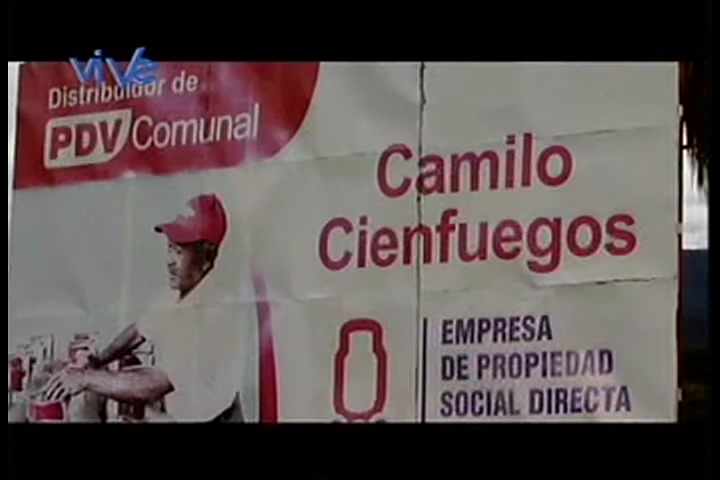 vive
Distribuidor de
PDV Comunal
Camilo
Cienfuegos
EMPRESA
DE PROPIEDAD
SOCIAL DIRECTA